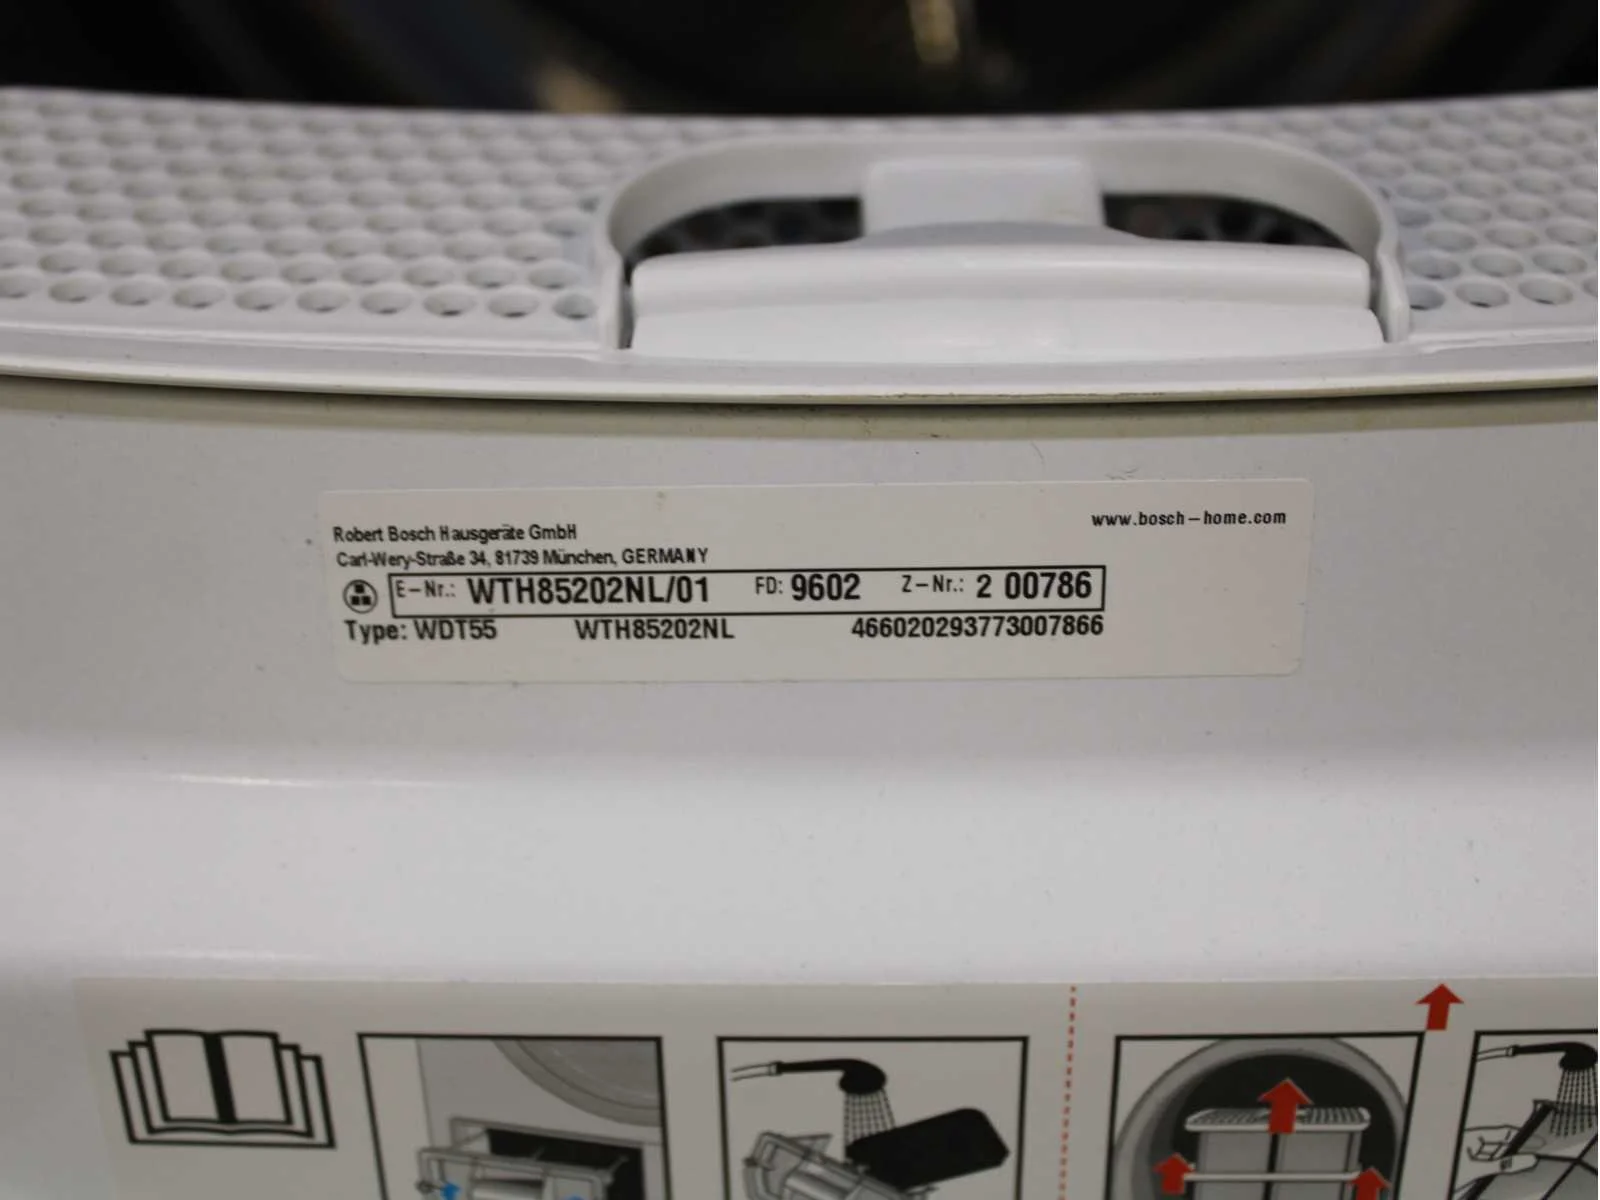 Robert Bosch Hausgeräte GmbH
www.bosch-home.com
Carl-Wery-Straße 34, 81739 München, GERMANY
E-Nr.: WTH85202NL/01 FD: 9602 Z-Nr.: 2 00786
Type: WDT55 WTH85202NL 466020293773007866